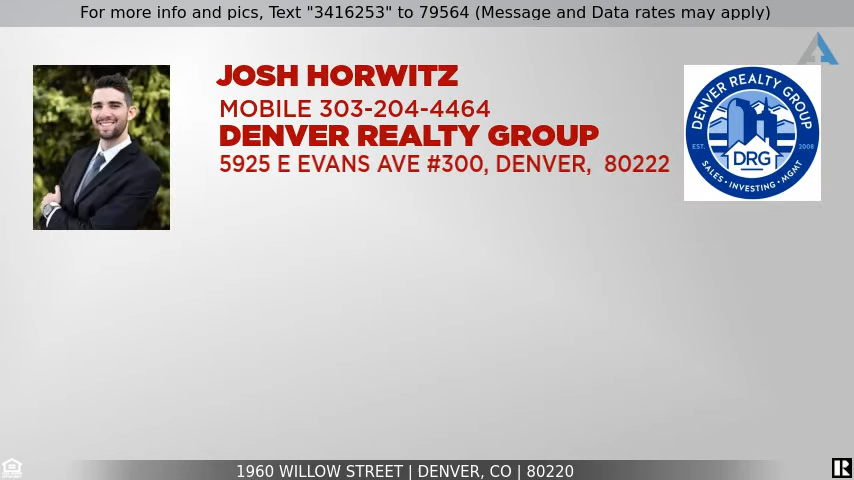 For more info and pics, Text "3416253" to 79564 (Message and Data rates may apply)
JOSH HORWITZ
MOBILE 303-204-4464
DENVER REALTY GROUP
5925 E EVANS AVE #300, DENVER,  80222
DENVER REALTY GROUP
EST.
2008
DRG
SALES • INVESTING • MGMT
1960 WILLOW STREET | DENVER, CO | 80220